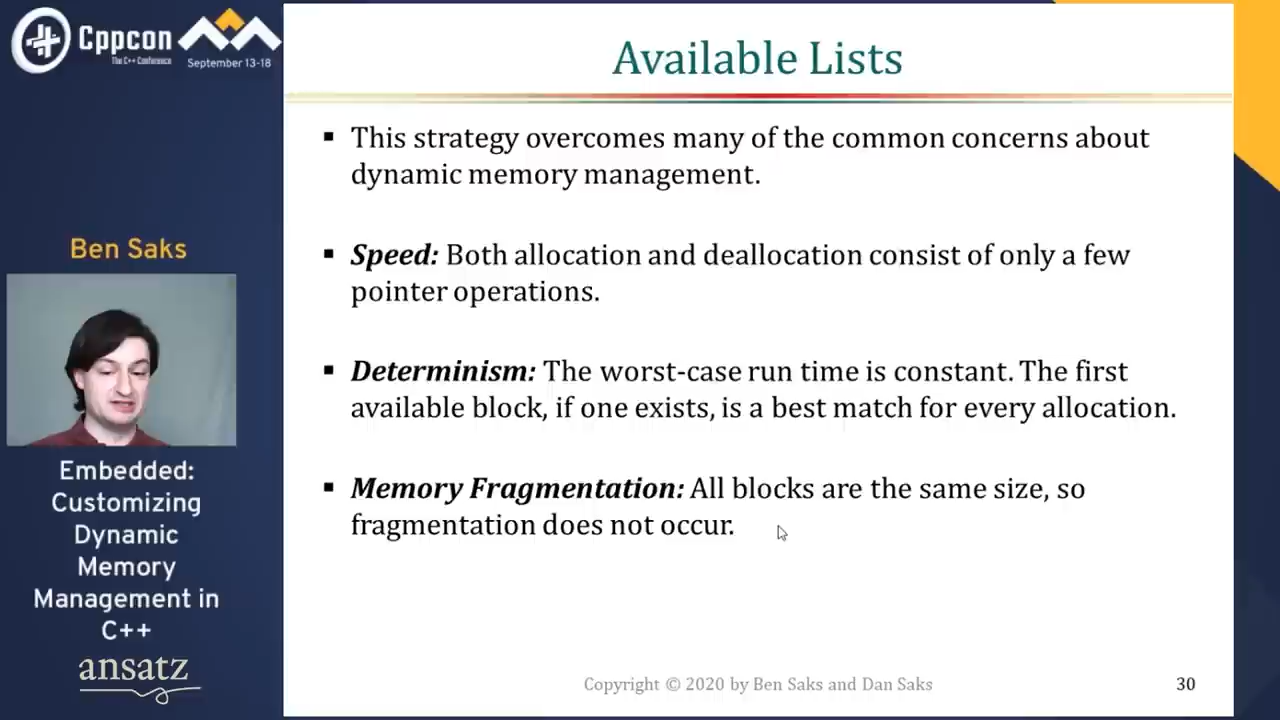 Cppcon
The C++ Conference
September 13-18
Ben Saks
Embedded:
Customizing
Dynamic
Memory
Management in
C++
ansatz
Available Lists
▪ This strategy overcomes many of the common concerns about
dynamic memory management.
▪ Speed: Both allocation and deallocation consist of only a few
pointer operations.
▪ Determinism: The worst-case run time is constant. The first
available block, if one exists, is a best match for every allocation.
▪ Memory Fragmentation: All blocks are the same size, so
fragmentation does not occur.
Copyright © 2020 by Ben Saks and Dan Saks
30